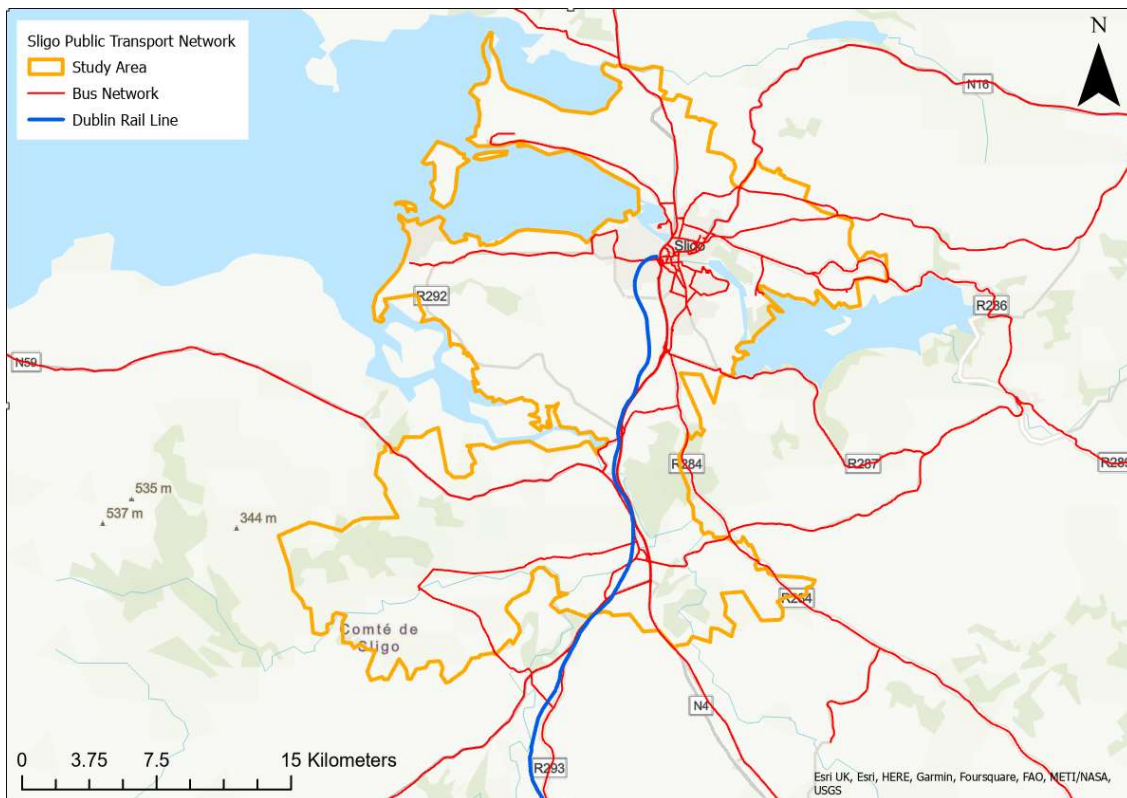 Sligo Public Transport Network
Study Area
Bus Network
Dublin Rail Line
N
N16
Sligo
R292
R286
N59
R284
R287
R289
535 m
537 m
344 m
R284
Comté de
Sligo
N4
R293
0 3.75 7.5 15 Kilometers
Esri UK, Esri, HERE, Garmin, Foursquare, FAO, METI/NASA,
USGS